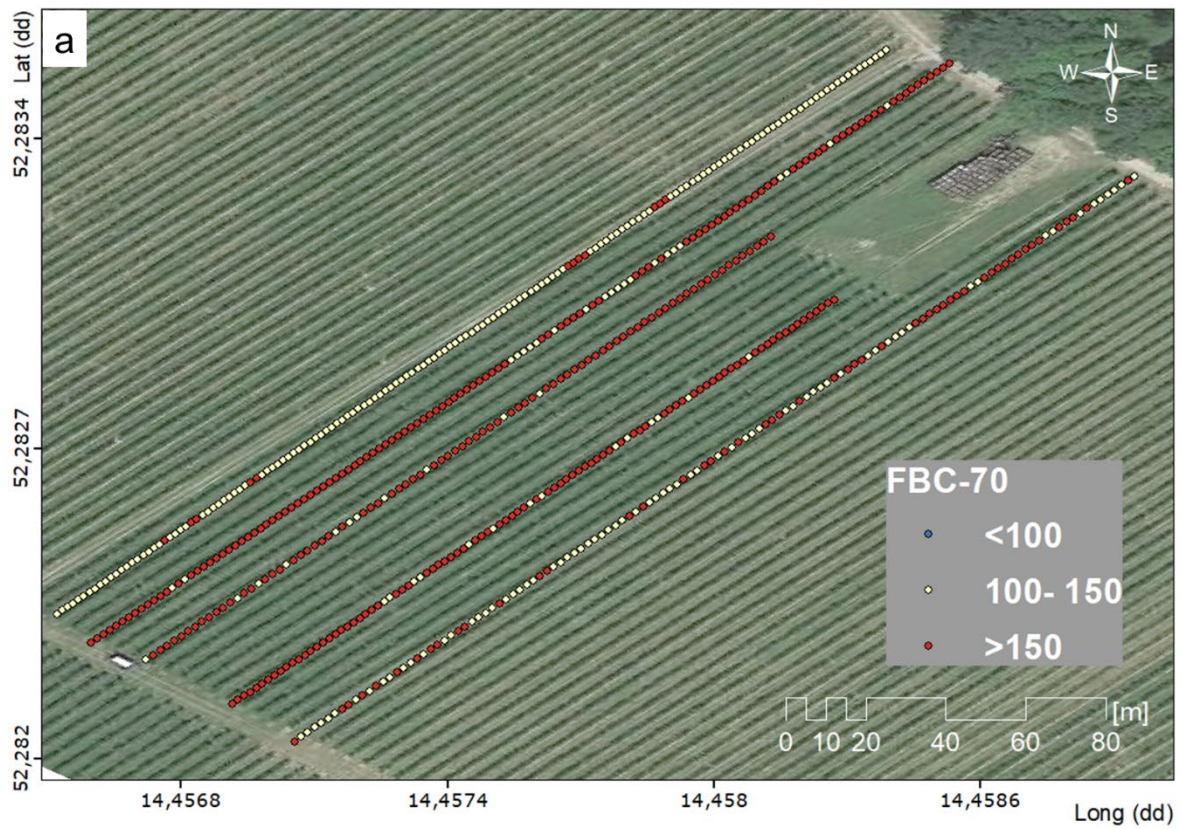 a
Lat (dd)
N
W E
S
52,2834
52,2827
52,282
FBC-70
<100
100- 150
>150
[m]
0 10 20 40 60 80
14,4568 14,4574 14,458 14,4586
Long (dd)